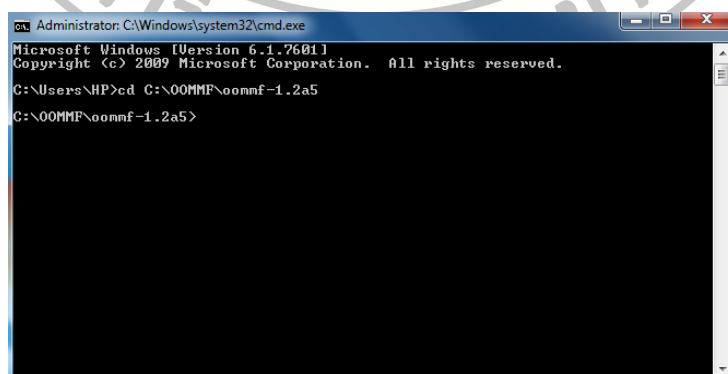 Administrator: C:\Windows\system32\cmd.exe
Microsoft Windows [Version 6.1.7601]
Copyright (c) 2009 Microsoft Corporation.  All rights reserved.
C:\Users\HP>cd C:\OOMMF\oommf-1.2a5
C:\OOMMF\oommf-1.2a5>